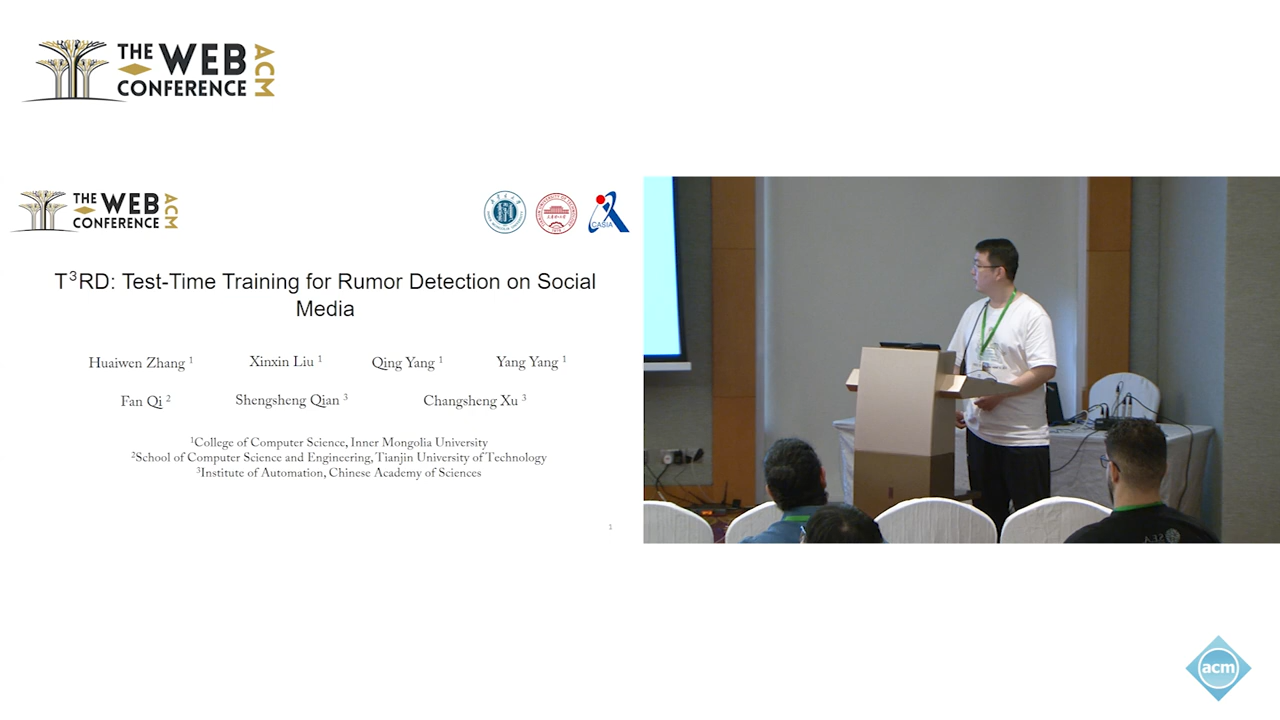 THE WEB
CONFERENCE
ACM
THE WEB
CONFERENCE
ACM
CASIA
T³RD: Test-Time Training for Rumor Detection on Social
Media
Huaiwen Zhang ¹ Xinxin Liu ¹ Qing Yang ¹ Yang Yang ¹
Fan Qi ² Shengsheng Qian ³ Changsheng Xu ³
¹College of Computer Science, Inner Mongolia University
²School of Computer Science and Engineering, Tianjin University of Technology
³Institute of Automation, Chinese Academy of Sciences
1
SEA
acm